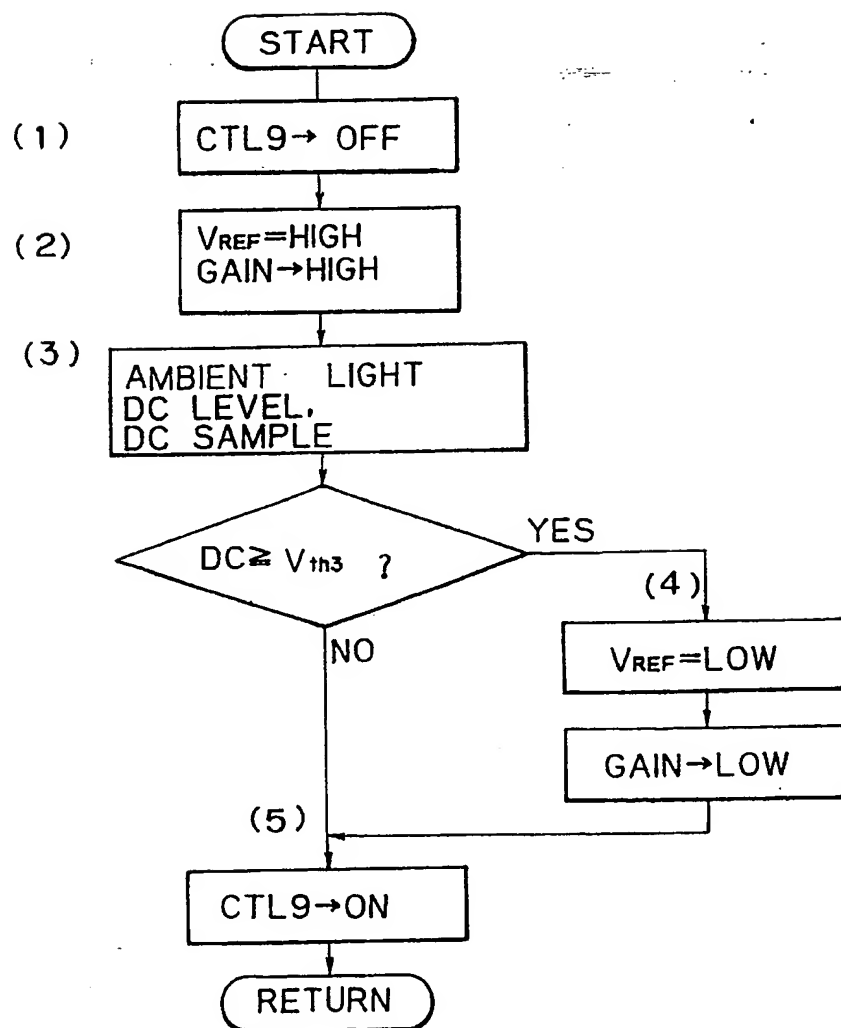 START
(1)
CTL9→ OFF
(2)
VREF=HIGH
GAIN→HIGH
(3)
AMBIENT LIGHT
DC LEVEL.
DC SAMPLE
DC≧ Vth3 ?
YES
(4)
NO
VREF=LOW
GAIN→LOW
(5)
CTL9→ON
RETURN